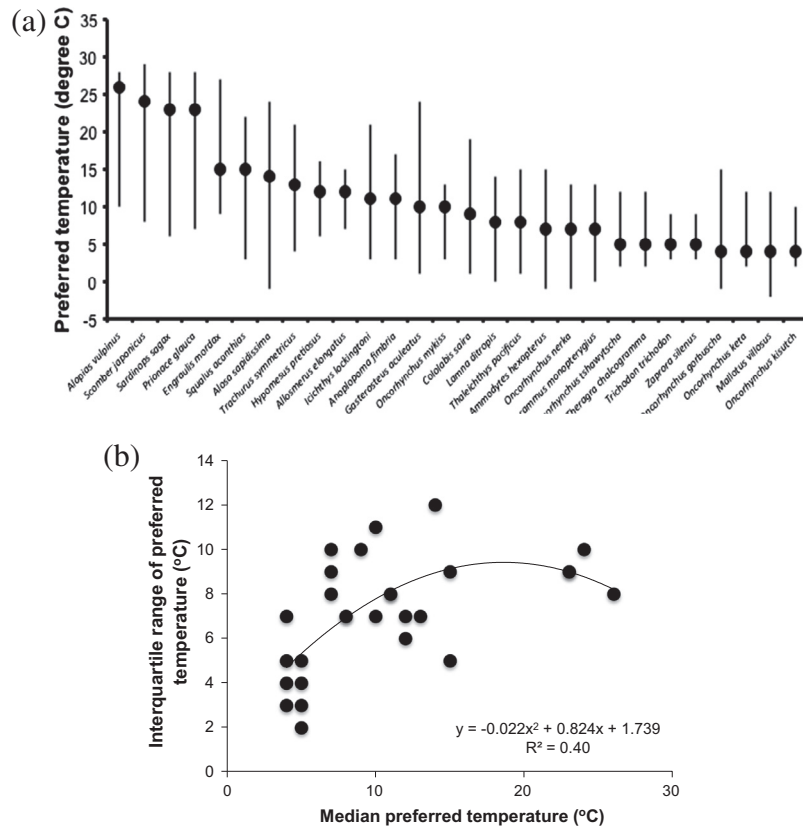 (a)
Preferred temperature (degree C)
35
30
25
20
15
10
5
0
-5
Alopias vulpinus
Scomber japonicus
Sardinops sagax
Prionace glauca
Engraulis mordax
Squalus acanthias
Alosa sapidissima
Trachurus symmetricus
Hypomesus pretiosus
Allosmerus elongatus
Icichthys lockingtoni
Anoplopoma fimbria
Gasterosteus aculeatus
Oncorhynchus mykiss
Cololabis saira
Lamna ditropis
Thaleichthys pacificus
Ammodytes hexapterus
Oncorhynchus nerka
rammus monopterygius
orhynchus tshawytscha
Theragra chalcogramma
Trichodon trichodon
Zaprora silenus
Oncorhynchus gorbuscha
Oncorhynchus keta
Mallotus villosus
Oncorhynchus kisutch
(b)
Interquartile range of preferred
temperature (°C)
14
12
10
8
6
4
2
0
y = -0.022x² + 0.824x + 1.739
R² = 0.40
0 10 20 30
Median preferred temperature (°C)